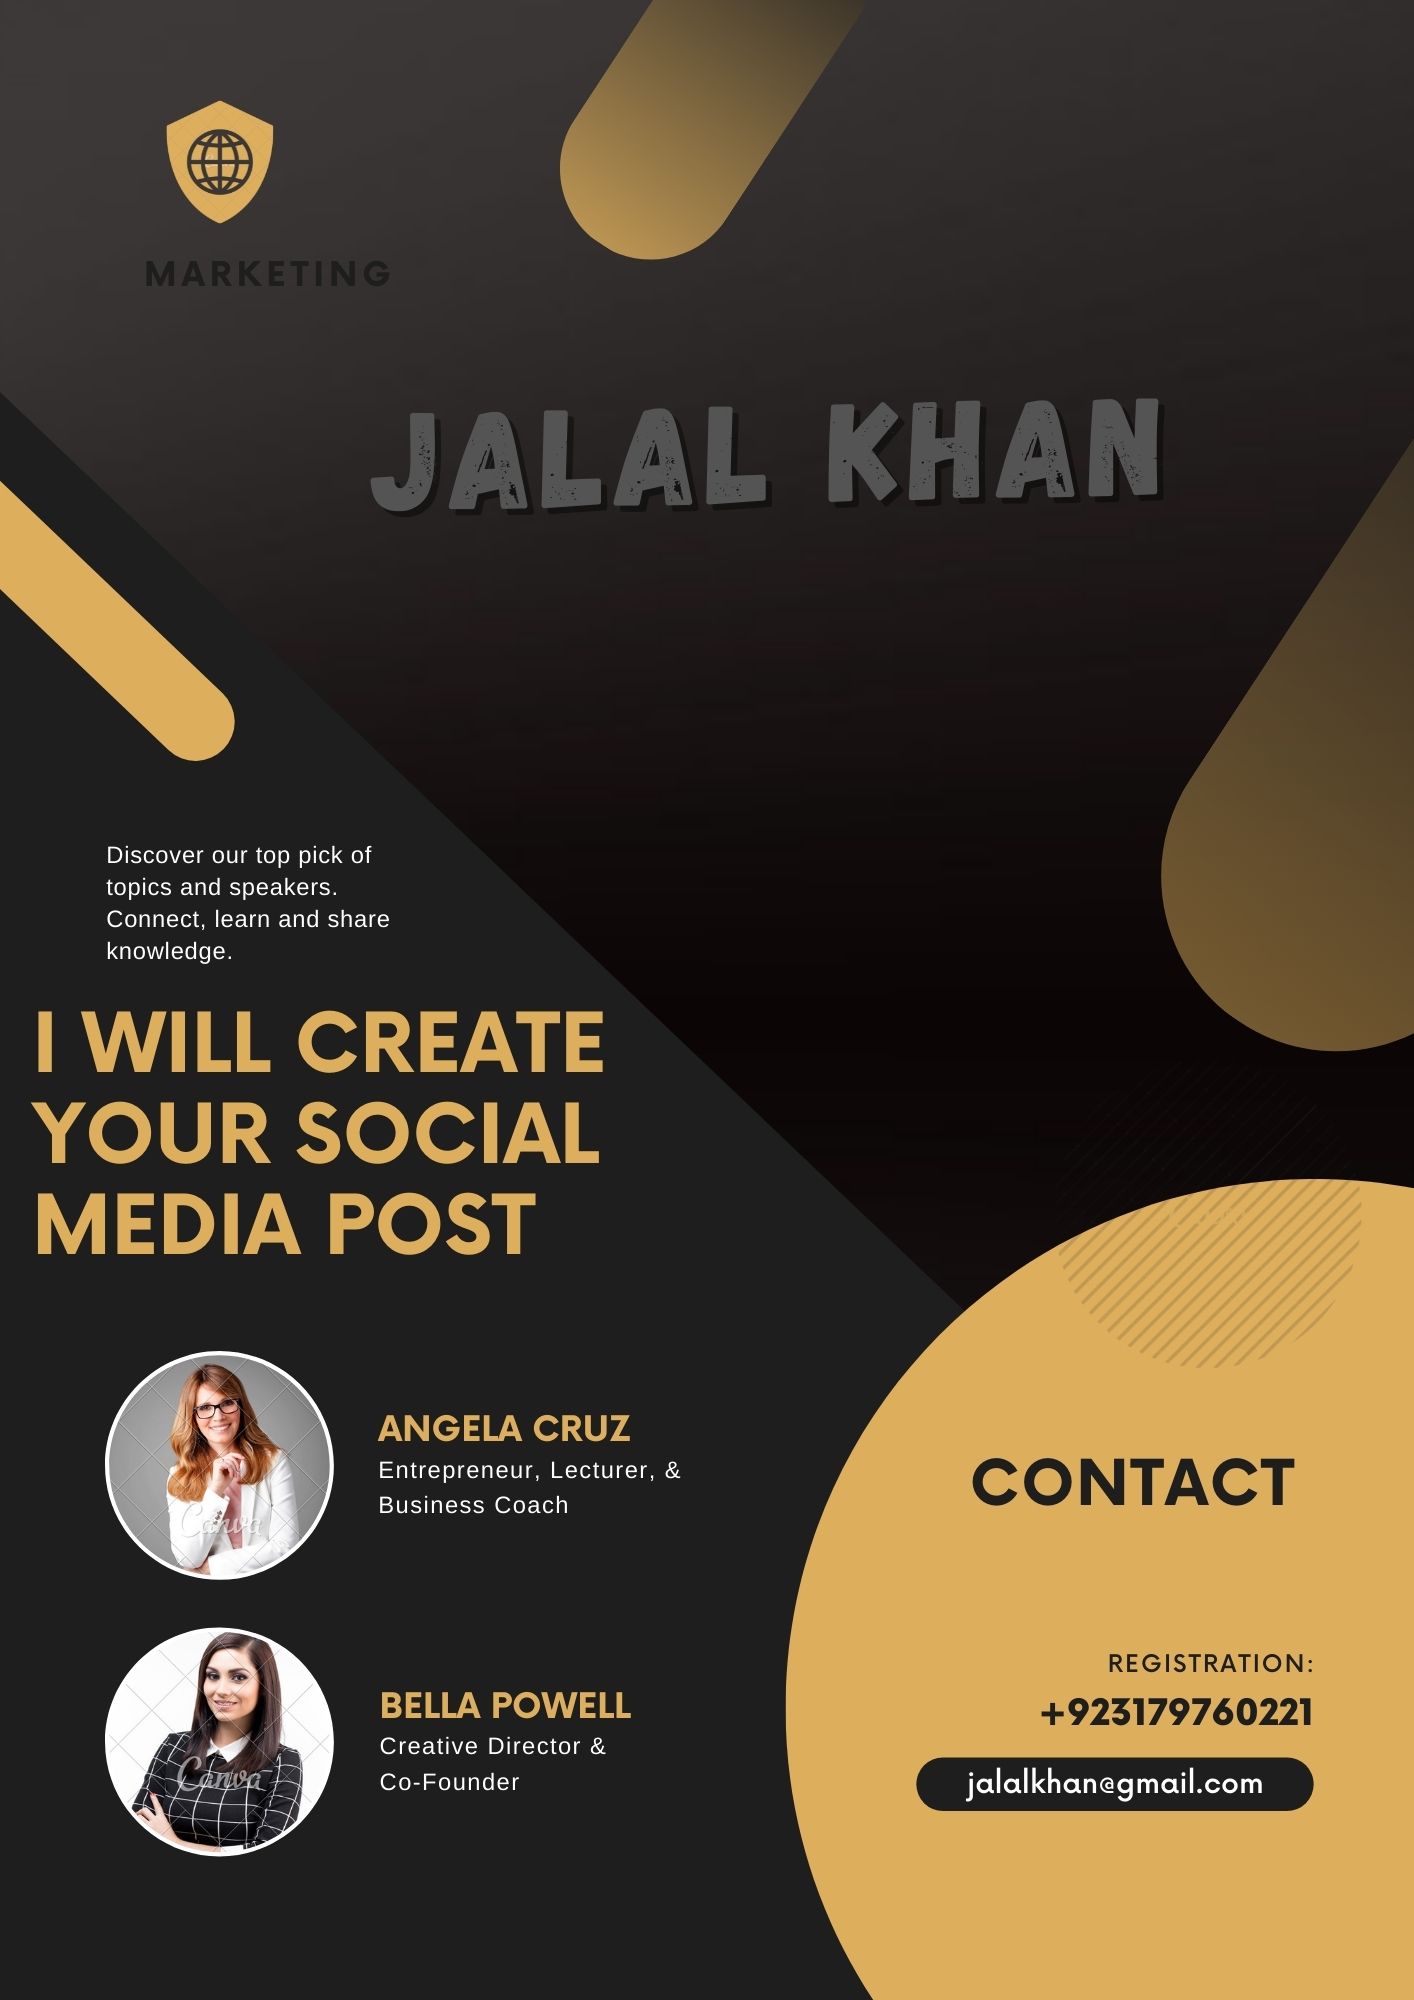 MARKETING
JALAL KHAN
Discover our top pick of
topics and speakers.
Connect, learn and share
knowledge.
I WILL CREATE
YOUR SOCIAL
MEDIA POST
Canva
ANGELA CRUZ
Entrepreneur, Lecturer, &
Business Coach
Canva
BELLA POWELL
Creative Director &
Co-Founder
CONTACT
REGISTRATION:
+923179760221
jalalkhan@gmail.com